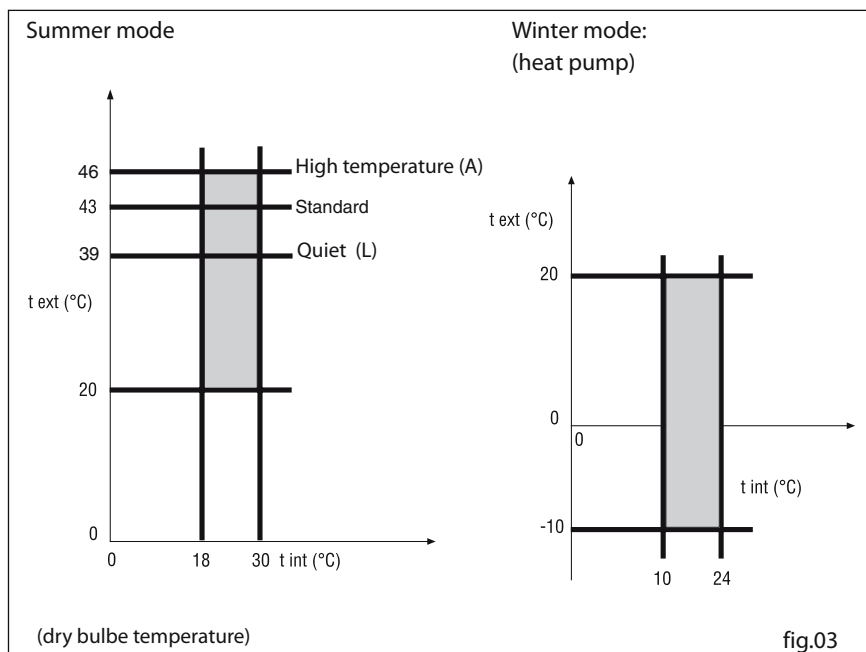 Summer mode
46
High temperature (A)
43
Standard
39
Quiet (L)
t ext (°C)
20
0
0
18
30
t int (°C)
(dry bulbe temperature)
Winter mode:
(heat pump)
t ext (°C)
20
0
0
t int (°C)
-10
10
24
fig.03